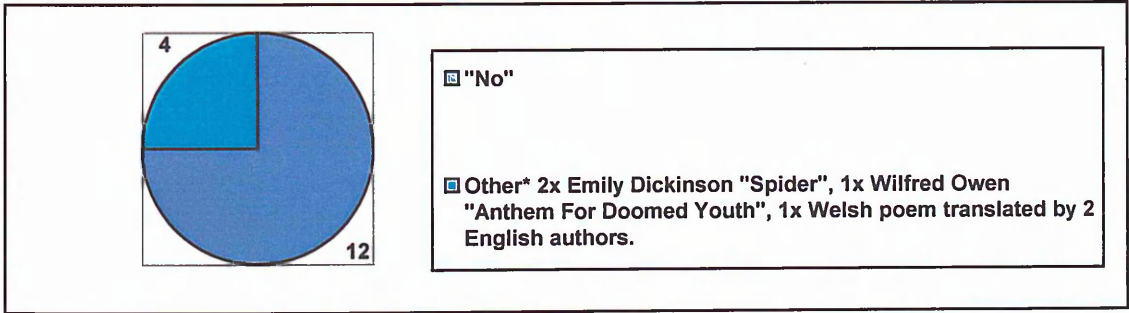 4
12
"No"
Other* 2x Emily Dickinson "Spider", 1x Wilfred Owen
"Anthem For Doomed Youth", 1x Welsh poem translated by 2
English authors.